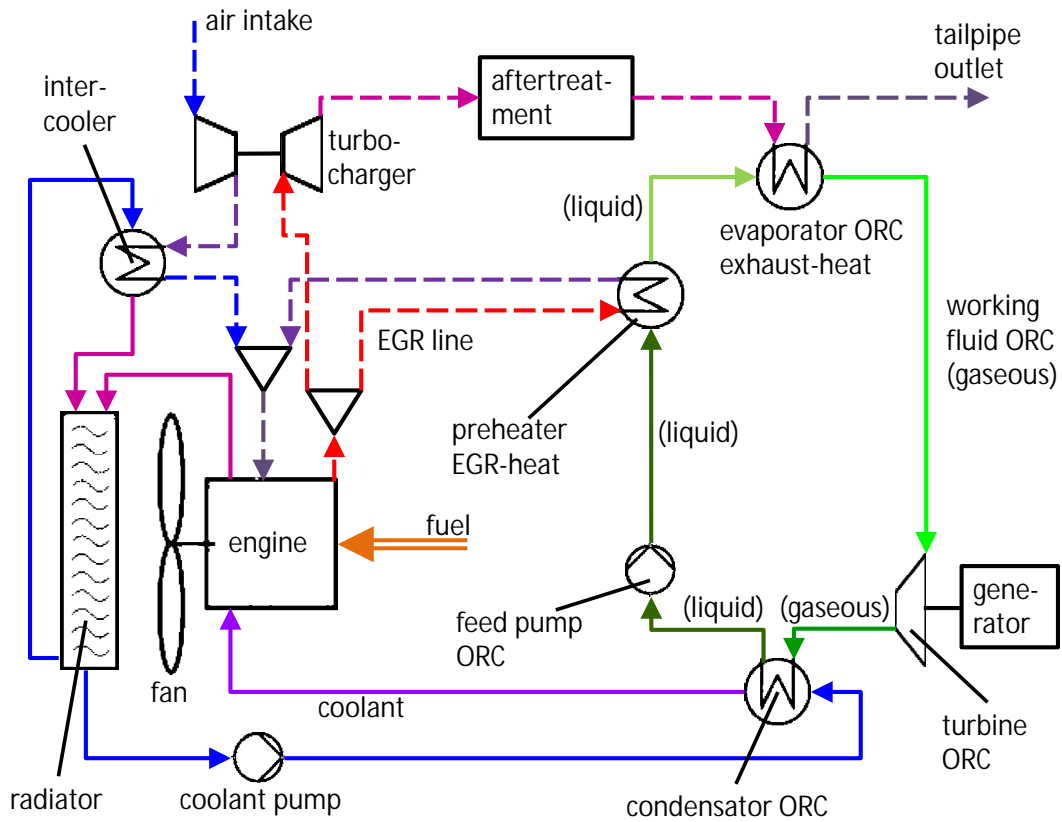 air intake
tailpipe
outlet
inter-
cooler
aftertreat-
ment
turbo-
charger
(liquid)
evaporator ORC
exhaust-heat
EGR line
working
fluid ORC
(gaseous)
preheater
EGR-heat
(liquid)
engine
fuel
feed pump
ORC
(liquid)
(gaseous)
gene-
rator
fan
coolant
turbine
ORC
radiator
coolant pump
condensator ORC